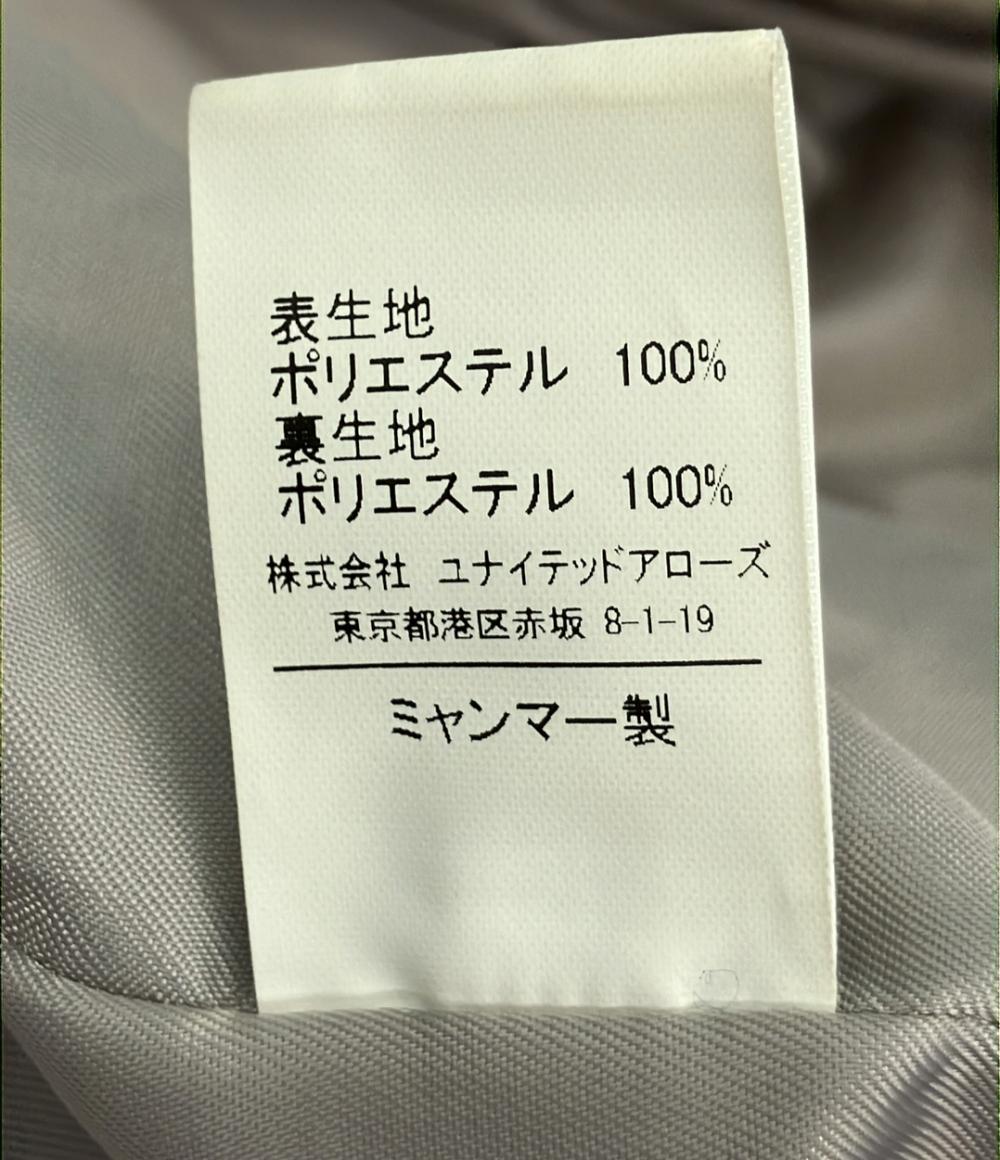 表生地
ポリエステル 100%
裏生地
ポリエステル 100%
株式会社 ユナイテッドアローズ
東京都港区赤坂 8-1-19
ミャンマー製